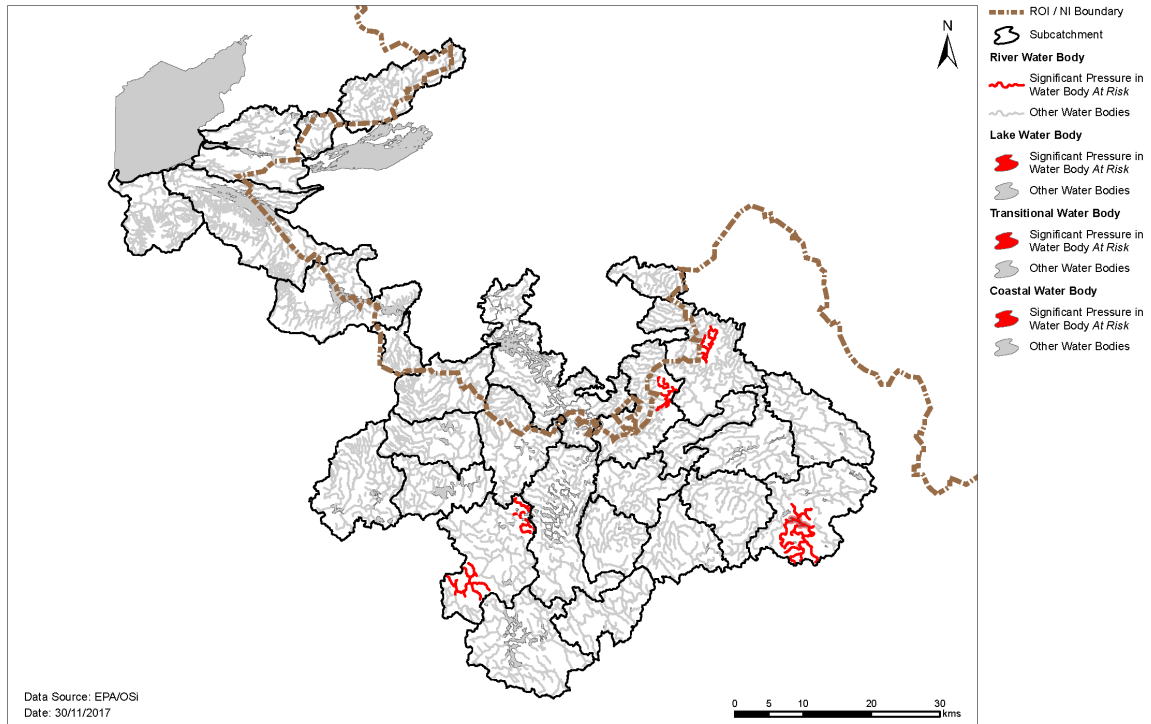 ROI / NI Boundary
Subcatchment
River Water Body
Significant Pressure in
Water Body At Risk
Other Water Bodies
Lake Water Body
Significant Pressure in
Water Body At Risk
Other Water Bodies
Transitional Water Body
Significant Pressure in
Water Body At Risk
Other Water Bodies
Coastal Water Body
Significant Pressure in
Water Body At Risk
Other Water Bodies
N
Data Source: EPA/OSi
Date: 30/11/2017
0 5 10 20 30
kms